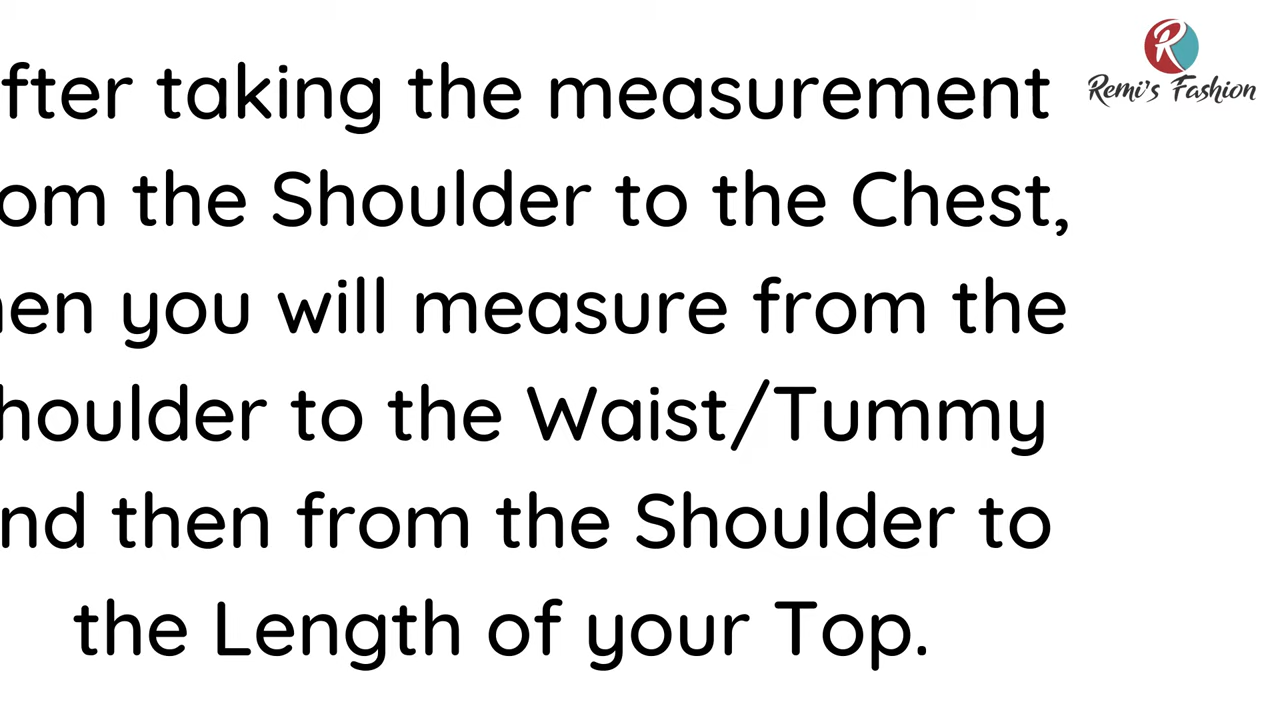 fter taking the measurement
om the Shoulder to the Chest,
en you will measure from the
houlder to the Waist/Tummy
nd then from the Shoulder to
the Length of your Top.
R
Remi's Fashion